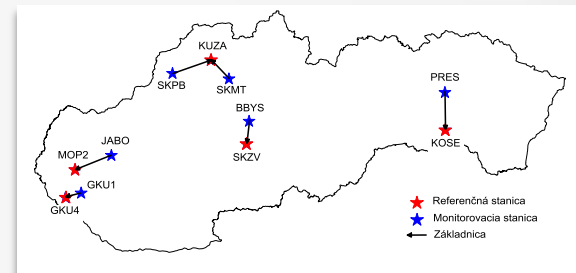 KUZA
SKPB
SKMT
PRES
BBYS
KOSE
JABO
SKZV
MOP2
GKU1
GKU4
Referenčná stanica
Monitorovacia stanica
Základnica